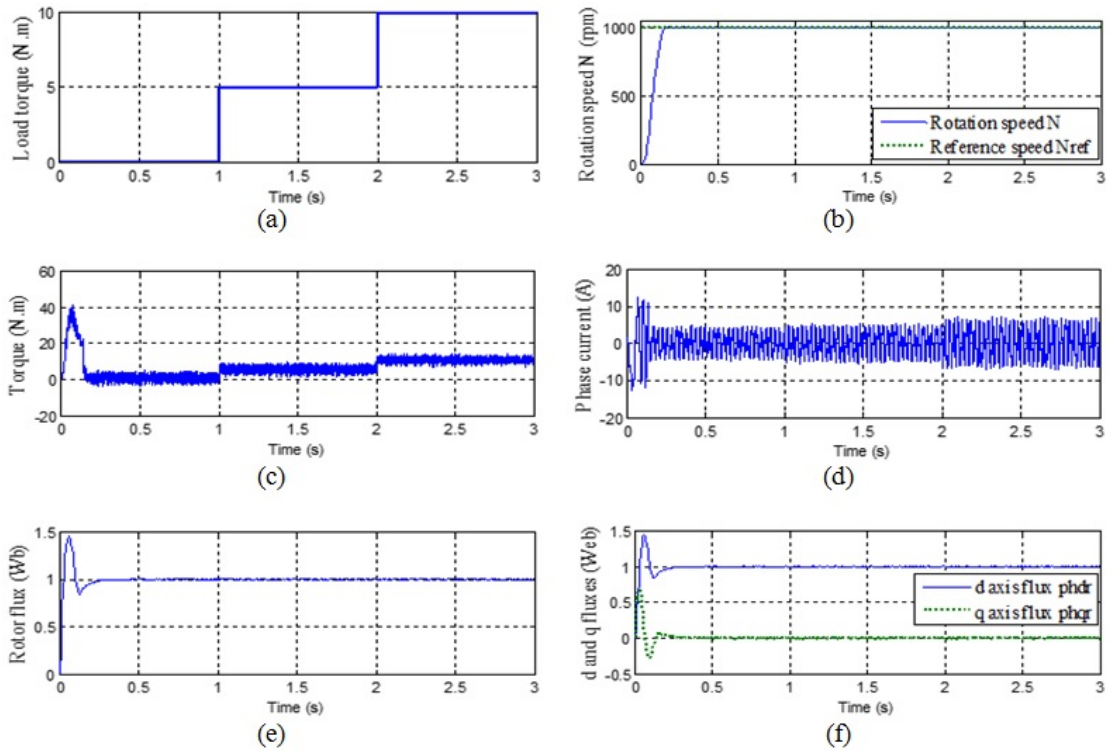 Load torque (N .m)
10
5
0
0 1 2 3
Time (s)
(a)
Rotation speed N (rpm)
1000
500
0
Rotation speed N
Reference speed Nref
0 0.5 1 1.5 2 2.5 3
Time (s)
(b)
Torque (N.m)
60
40
20
0
-20
0 0.5 1 1.5 2 2.5 3
Time (s)
(c)
Phase current (A)
20
10
0
-10
-20
0 0.5 1 1.5 2 2.5 3
Time (s)
(d)
Rotor flux (Wb)
1.5
1
0.5
0
0 0.5 1 1.5 2 2.5 3
Time (s)
(e)
d and q fluxes (Web)
1.5
1
0.5
0
-0.5
d axis flux phdr
q axis flux phqr
0 0.5 1 1.5 2 2.5 3
Time (s)
(f)